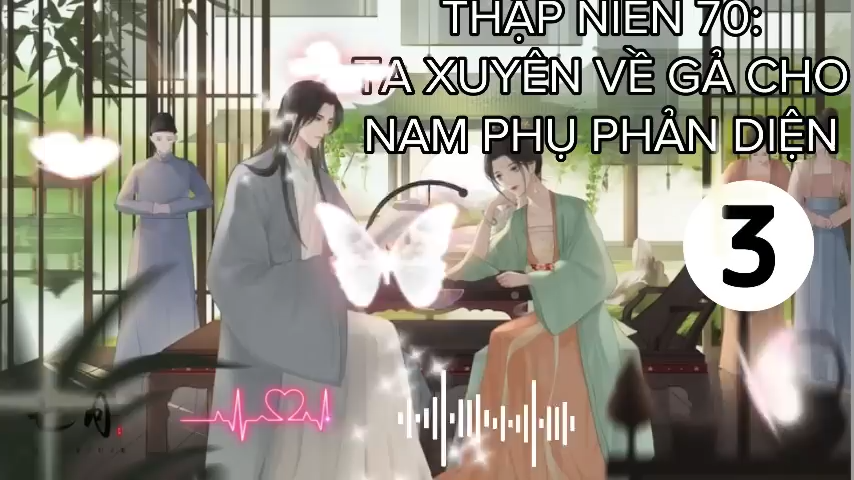 THẬP NIÊN 70:
TA XUYÊN VỀ GẢ CHO
NAM PHỤ PHẢN DIỆN
3